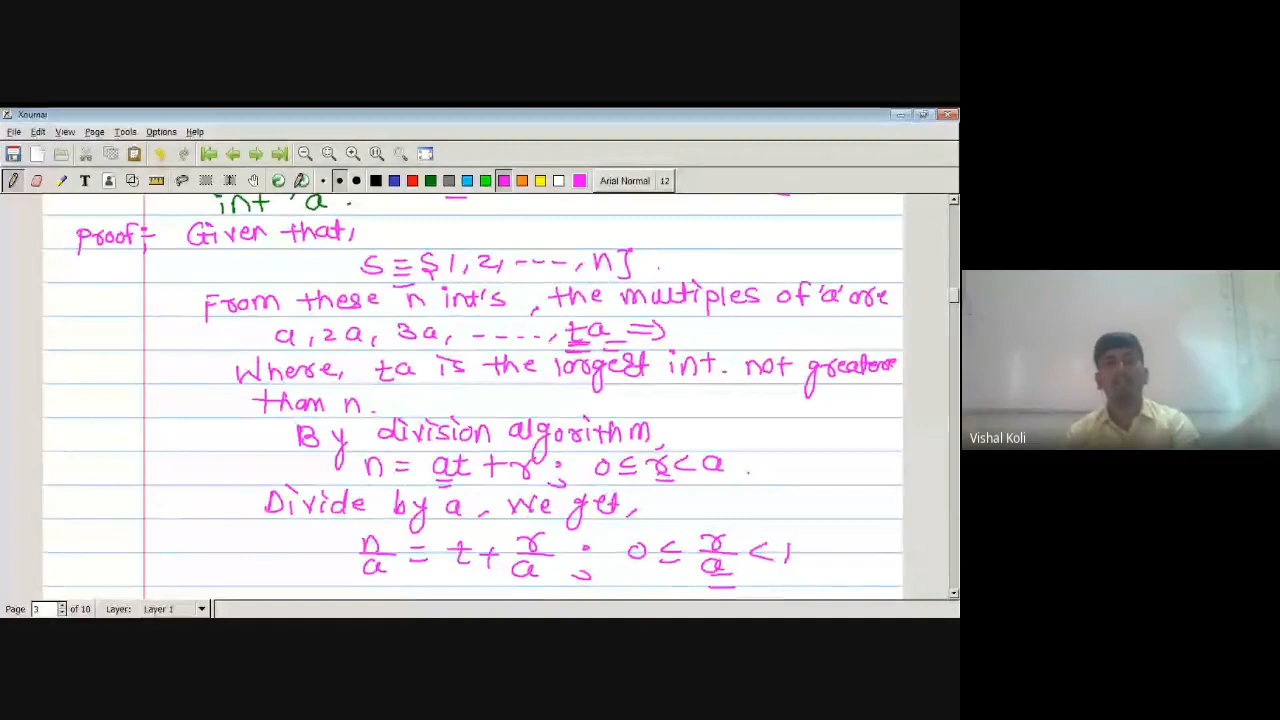 Xournal
File Edit View Page Tools Options Help
Arial Normal 12
int 'a'.
Proof:- Given that,
S = {1, 2, ----, n}.
From these n int's, the multiples of 'a' are
a, 2a, 3a, -----, ta =>
Where, ta is the largest int. not greater
than n.
By division algorithm,
n = at + r ; 0 ≤ r < a .
Divide by a, we get,
n/a = t + r/a ; 0 ≤ r/a < 1
Page 3 of 10 Layer: Layer 1
Vishal Koli